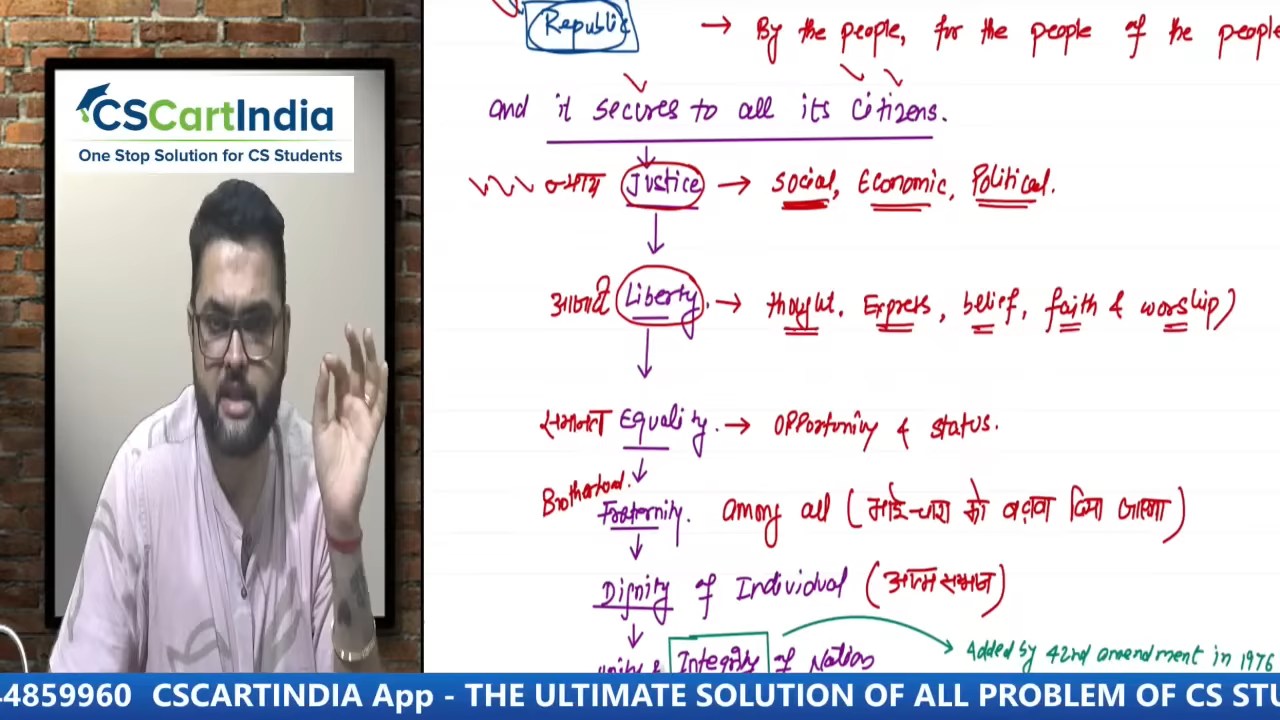 CSCartIndia
One Stop Solution for CS Students
Republic → By the people, for the people of the people
and it secures to all its citizens.
न्याय Justice → Social, Economic, Political.
आजादी Liberty. → thought. Express, belief, faith & worship)
समानता Equality. → opportunity & status.
Brotherhood.
Fraternity. Among all (भाई-चारा को बढ़ावा दिया जाएगा)
Dignity of Individual (आत्म सम्मान)
unity & Integrity of Nation
Added by 42nd amendment in 1976
44859960 CSCARTINDIA App - THE ULTIMATE SOLUTION OF ALL PROBLEM OF CS STU